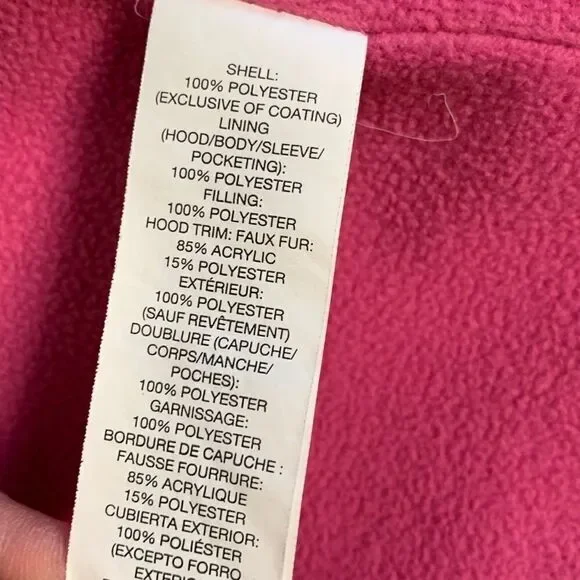 SHELL:
100% POLYESTER
(EXCLUSIVE OF COATING)
LINING
(HOOD/BODY/SLEEVE/
POCKETING):
100% POLYESTER
FILLING:
100% POLYESTER
HOOD TRIM: FAUX FUR:
85% ACRYLIC
15% POLYESTER
EXTÉRIEUR:
100% POLYESTER
(SAUF REVÊTEMENT)
DOUBLURE (CAPUCHE/
CORPS/MANCHE/
POCHES):
100% POLYESTER
GARNISSAGE:
100% POLYESTER
BORDURE DE CAPUCHE :
FAUSSE FOURRURE:
85% ACRYLIQUE
15% POLYESTER
CUBIERTA EXTERIOR:
100% POLIÉSTER
(EXCEPTO FORRO